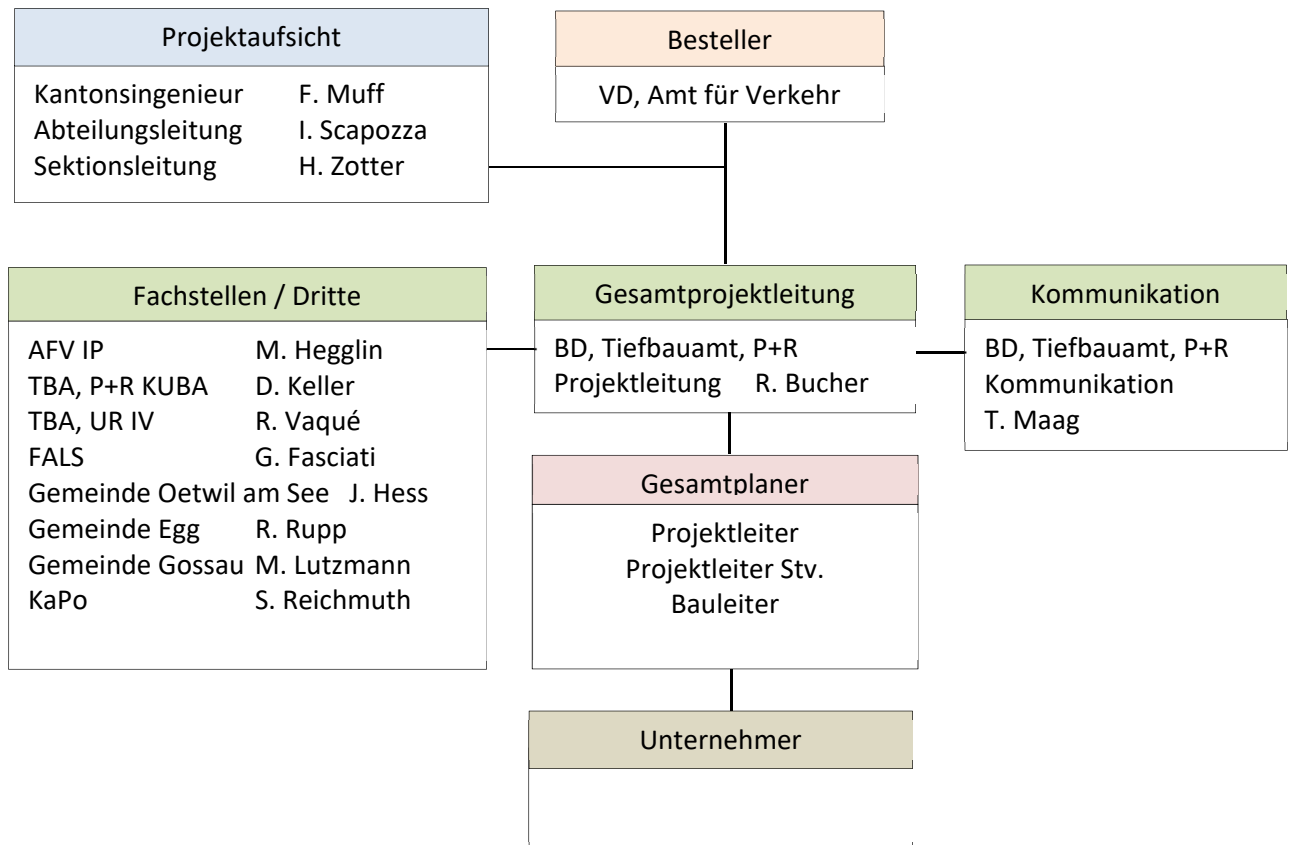 Projektaufsicht
Kantonsingenieur F. Muff
Abteilungsleitung I. Scapozza
Sektionsleitung H. Zotter
Besteller
VD, Amt für Verkehr
Fachstellen / Dritte
AFV IP M. Hegglin
TBA, P+R KUBA D. Keller
TBA, UR IV R. Vaqué
FALS G. Fasciati
Gemeinde Oetwil am See J. Hess
Gemeinde Egg R. Rupp
Gemeinde Gossau M. Lutzmann
KaPo S. Reichmuth
Gesamtprojektleitung
BD, Tiefbauamt, P+R
Projektleitung R. Bucher
Kommunikation
BD, Tiefbauamt, P+R
Kommunikation
T. Maag
Gesamtplaner
Projektleiter
Projektleiter Stv.
Bauleiter
Unternehmer